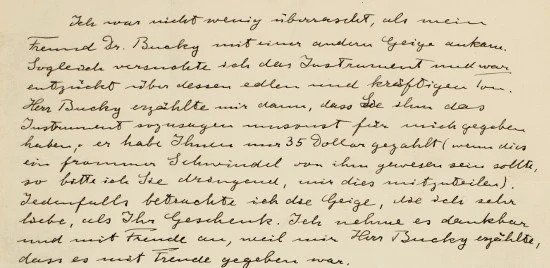 Ich war nicht wenig überrascht, als mein
Freund Dr. Bucky mit einer andern Geige ankam.
Sogleich versuchte ich das Instrument und war
entzückt über dessen edlen und kräftigen Ton.
Herr Bucky erzählte mir dann, dass Sie ihm das
Instrument sozusagen umsonst für mich gegeben
haben; er habe Ihnen nur 35 Dollar gezahlt (wenn dies
ein frommer Schwindel von ihm gewesen sein sollte,
so bitte ich Sie dringend, mir dies mitzuteilen).
Jedenfalls betrachte ich die Geige, die ich sehr
liebe, als Ihr Geschenk. Ich nehme es dankbar
und mit Freude an, weil mir Herr Bucky erzählte,
dass es mit Freude gegeben war.